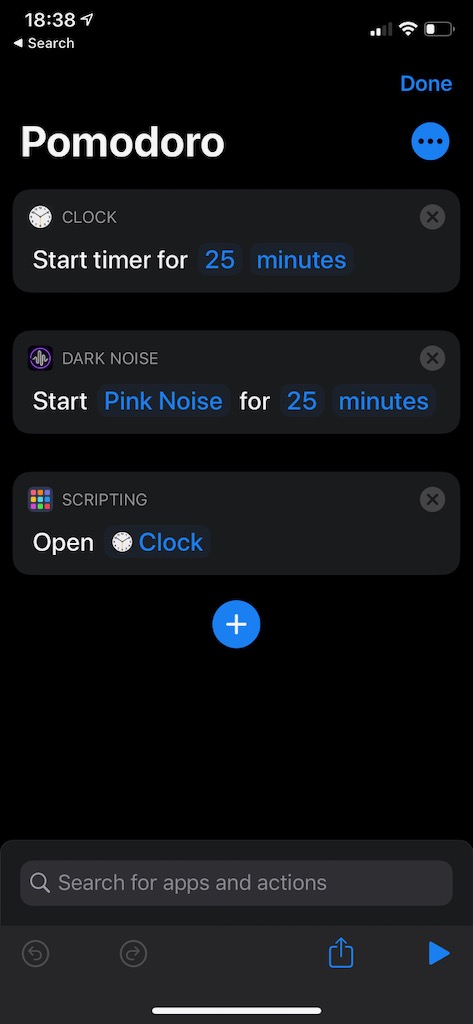 18:38
◀ Search
Done
Pomodoro
CLOCK
Start timer for 25 minutes
DARK NOISE
Start Pink Noise for 25 minutes
SCRIPTING
Open Clock
Search for apps and actions